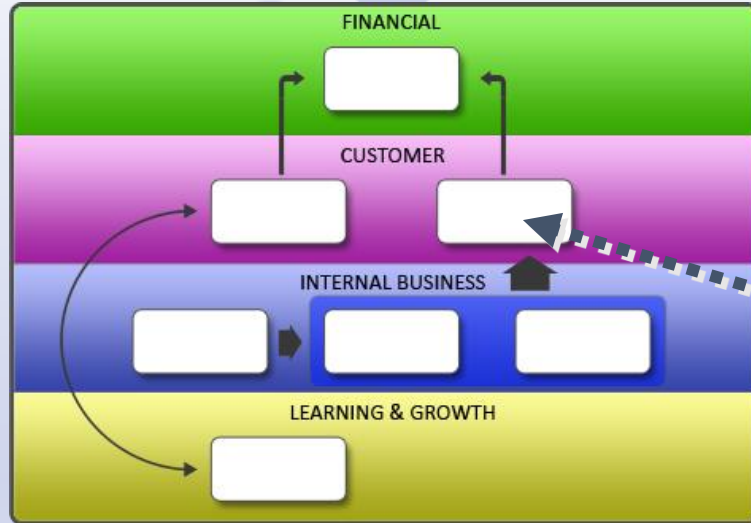 FINANCIAL
CUSTOMER
INTERNAL BUSINESS
LEARNING & GROWTH